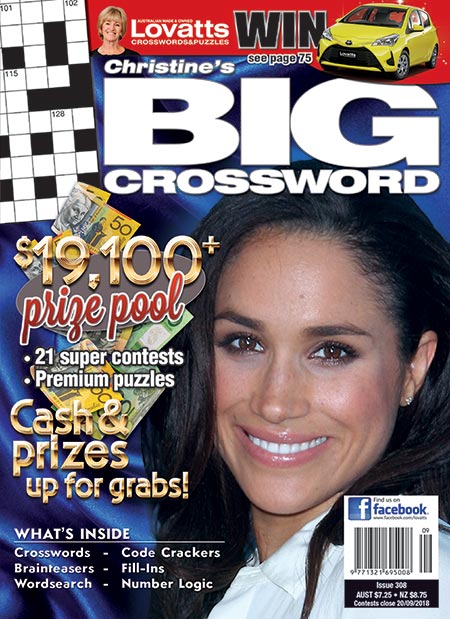 101
102
115
128
AUSTRALIAN MADE & OWNED
Lovatts
CROSSWORDS&PUZZLES
WIN
see page 75
Christine's
BIG
CROSSWORD
50
$19,100+
prize pool
• 21 super contests
• Premium puzzles
Cash &
prizes
up for grabs!
WHAT'S INSIDE
Crosswords - Code Crackers
Brainteasers - Fill-Ins
Wordsearch - Number Logic
Find us on
f facebook.
www.facebook.com/lovatts
09
9 771321 695008
Issue 308
AUST $7.25 • NZ $8.75
Contests close 20/09/2018